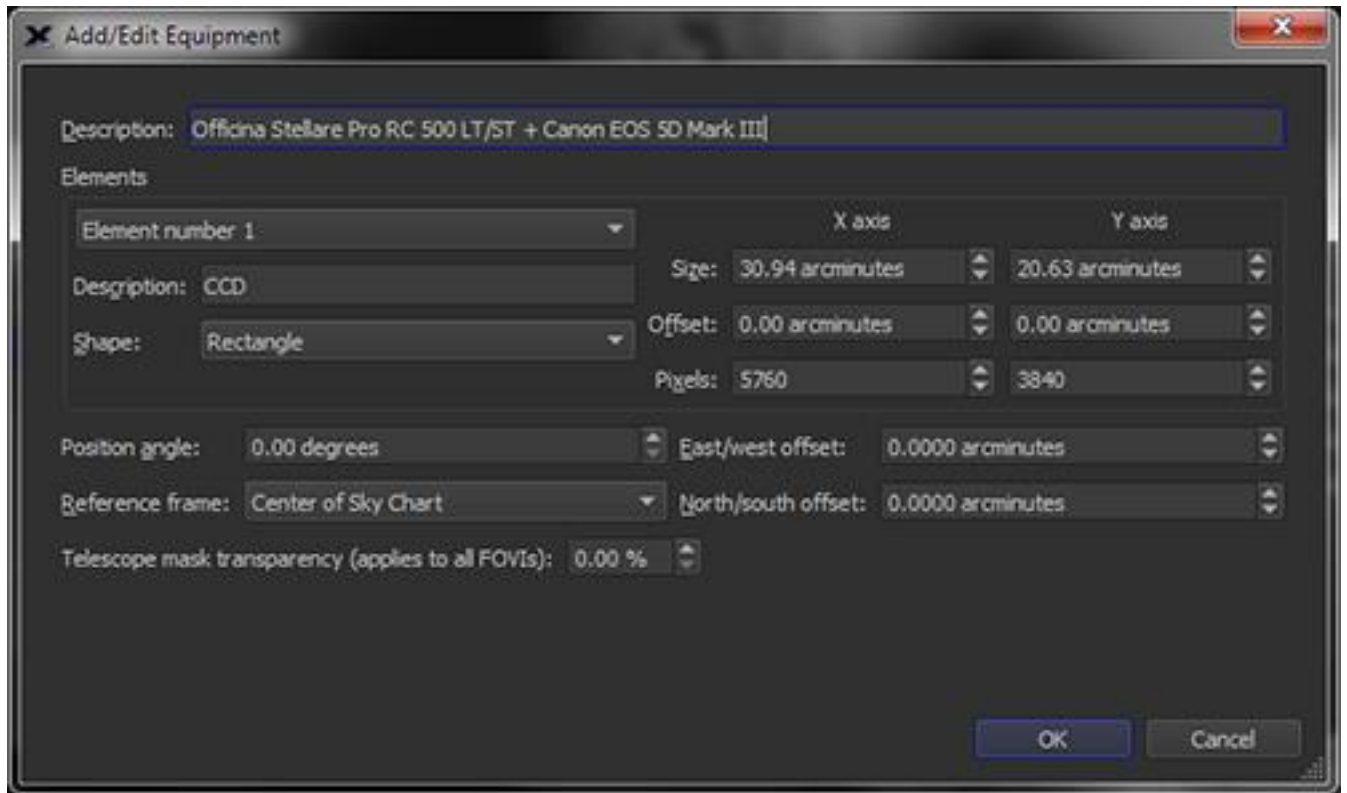 Add/Edit Equipment
Description: Officina Stellare Pro RC 500 LT/ST + Canon EOS 5D Mark III
Elements
X axis Y axis
Element number 1
Size: 30.94 arcminutes 20.63 arcminutes
Description: CCD
Offset: 0.00 arcminutes 0.00 arcminutes
Shape: Rectangle
Pixels: 5760 3840
Position angle: 0.00 degrees East/west offset: 0.0000 arcminutes
Reference frame: Center of Sky Chart North/south offset: 0.0000 arcminutes
Telescope mask transparency (applies to all FOVIs): 0.00 %
OK Cancel